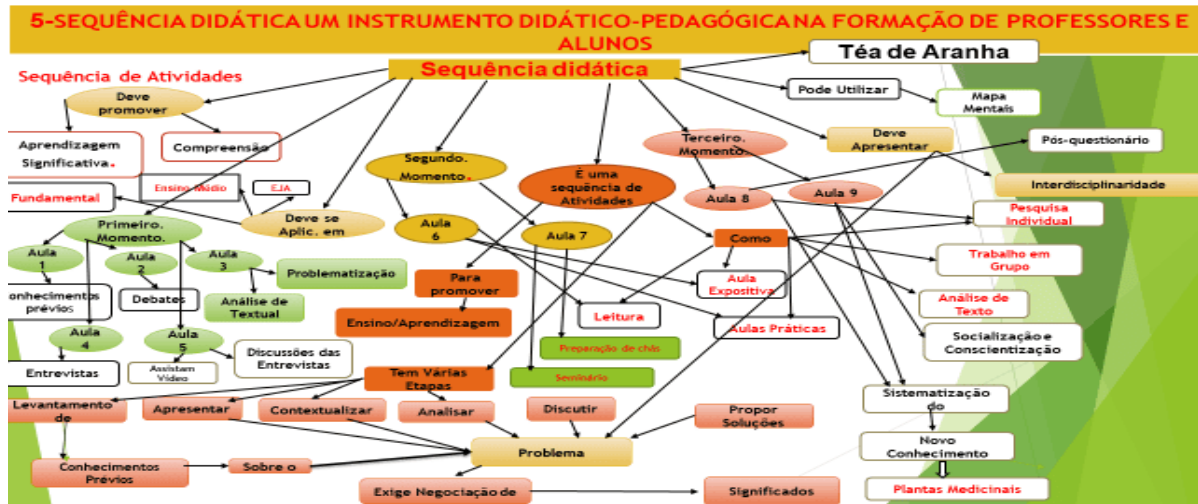 5-SEQUÊNCIA DIDÁTICA UM INSTRUMENTO DIDÁTICO-PEDAGÓGICA NA FORMAÇÃO DE PROFESSORES E
ALUNOS
Téa de Aranha
Sequência didática
Sequência de Atividades
Deve
promover
Pode Utilizar
Mapa
Mentais
Aprendizagem
Significativa.
Compreensão
Segundo.
Momento.
Terceiro.
Momento
Deve
Apresentar
Pós-questionário
Fundamental
Ensino Médio
EJA
É uma
sequência de
Atividades
Interdisciplinaridade
Primeiro.
Momento.
Deve se
Aplic. em
Aula
6
Aula 7
Aula 8
Aula 9
Pesquisa
Individual
Aula
1
Aula
2
Aula
3
Problematização
Como
Trabalho em
Grupo
onhecimentos
prévios
Debates
Análise de
Textual
Para
promover
Aula
Expositiva
Análise de
Texto
Ensino/Aprendizagem
Leitura
Aulas Práticas
Aula
4
Aula
5
Socialização e
Conscientização
Entrevistas
Assistam
Vídeo
Discussões das
Entrevistas
Preparação de chás
Seminário
Tem Várias
Etapas
Sistematização
do
Levantamento
de
Apresentar
Contextualizar
Analisar
Discutir
Propor
Soluções
Novo
Conhecimento
Conhecimentos
Prévios
Sobre o
Problema
Plantas Medicinais
Exige Negociação de
Significados